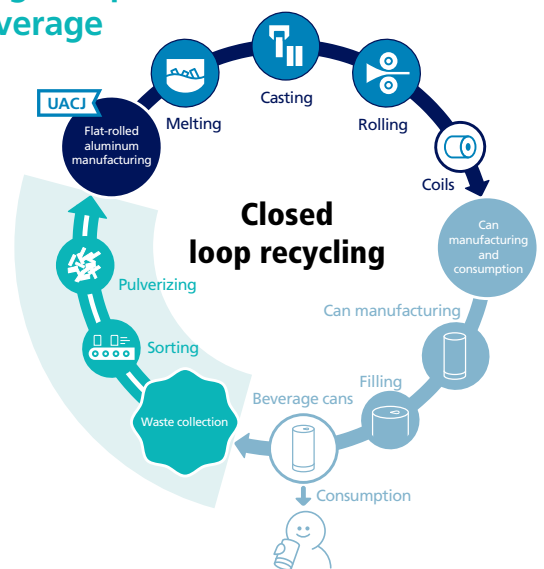 verage
UACJ
Flat-rolled
aluminum
manufacturing
Melting
Casting
Rolling
Coils
Closed
loop recycling
Can
manufacturing
and
consumption
Can manufacturing
Filling
Beverage cans
Consumption
Waste collection
Sorting
Pulverizing